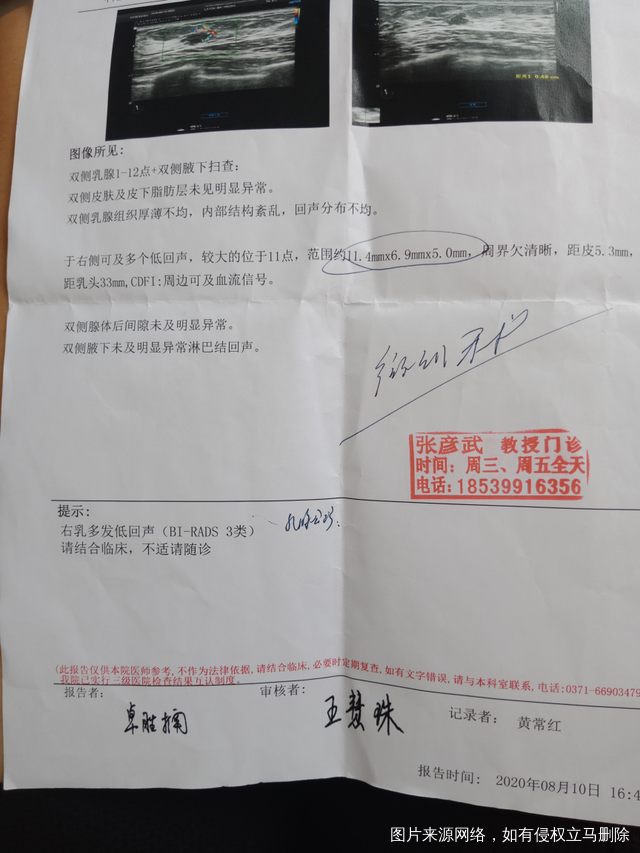 图像所见:
双侧乳腺1-12点+双侧腋下扫查:
双侧皮肤及皮下脂肪层未见明显异常。
双侧乳腺组织厚薄不均，内部结构紊乱，回声分布不均。
于右侧可及多个低回声，较大的位于11点，范围约11.4mmx6.9mmx5.0mm，周界欠清晰，距皮5.3mm,
距乳头33mm,CDFI:周边可及血流信号。
双侧腺体后间隙未及明显异常。
双侧腋下未及明显异常淋巴结回声。
张彦武 教授门诊
时间: 周三、周五全天
电话: 18539916356
提示:
右乳多发低回声（BI-RADS 3类）
请结合临床，不适请随诊
(此报告仅供本院医师参考,不作为法律依据,请结合临床,必要时定期复查,如有文字错误,请与本科室联系,电话:0371-66903479
我院已实行三级医院检查结果互认制度。
报告者: 卓胜楠 审核者: 王慧珠 记录者: 黄常红
报告时间: 2020年08月10日 16:4
图片来源网络，如有侵权立马删除